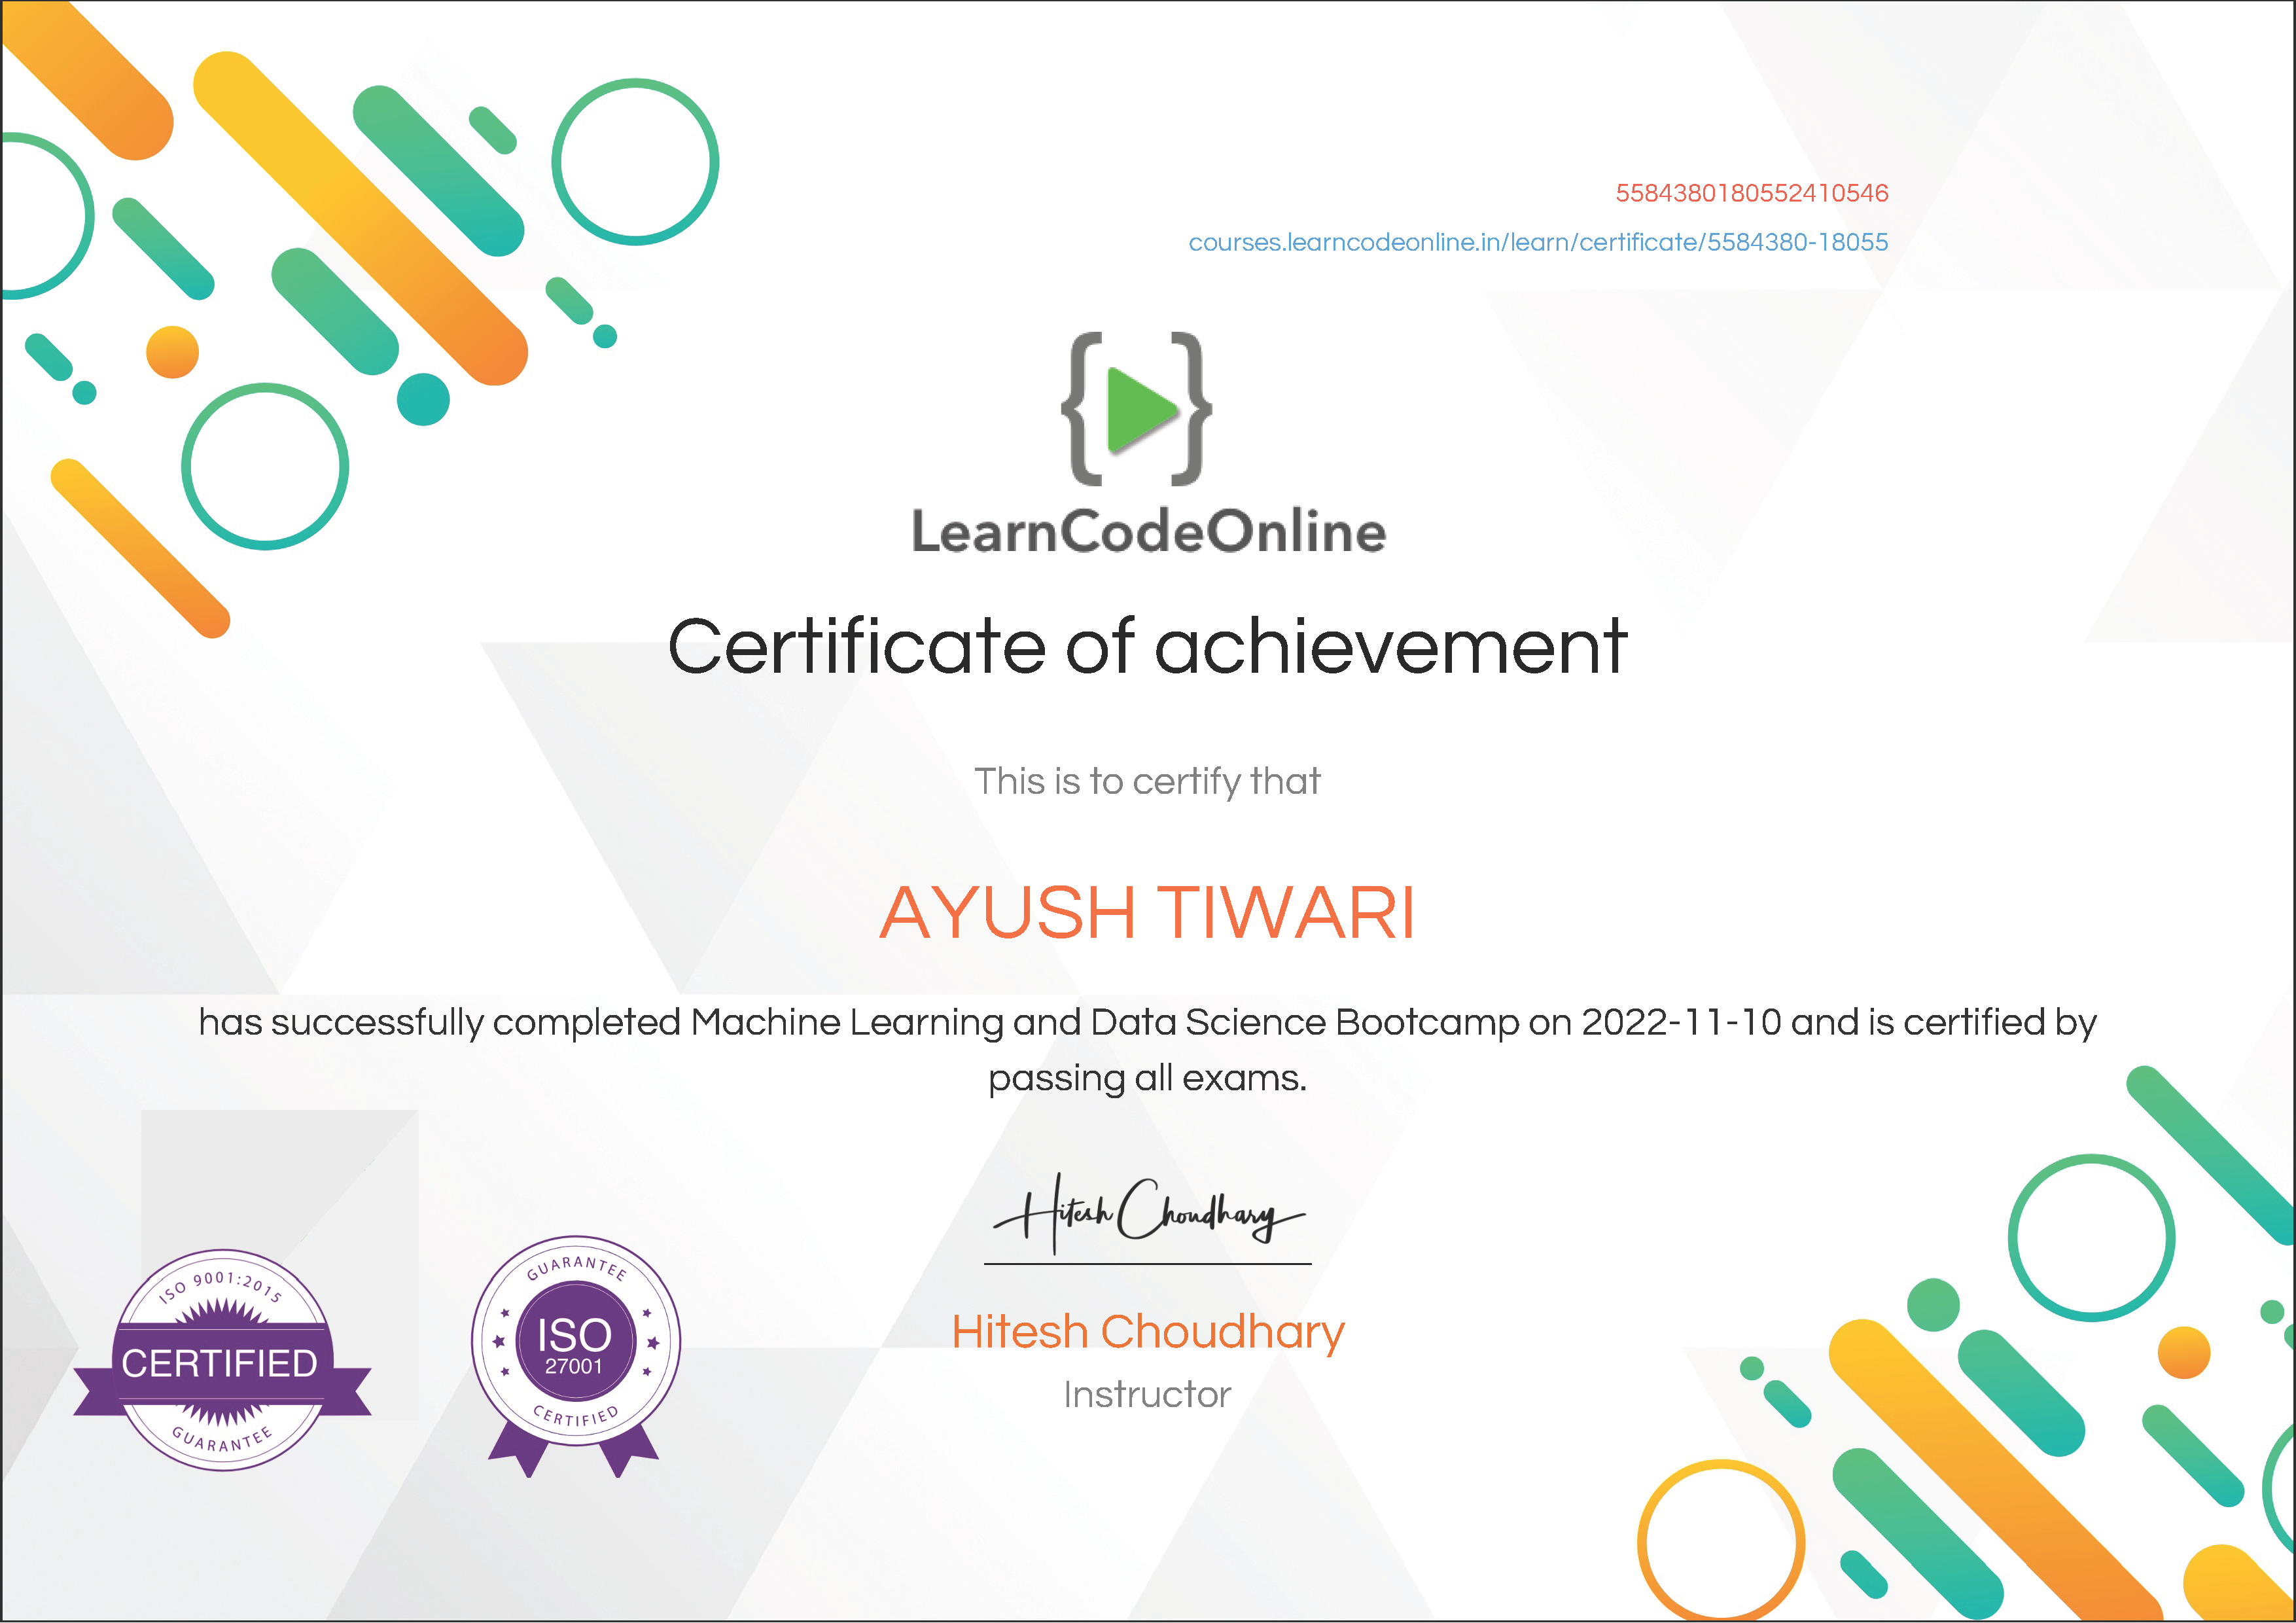 5584380180552410546
courses.learncodeonline.in/learn/certificate/5584380-18055
LearnCodeOnline
Certificate of achievement
This is to certify that
AYUSH TIWARI
has successfully completed Machine Learning and Data Science Bootcamp on 2022-11-10 and is certified by
passing all exams.
Hitesh Choudhary
Hitesh Choudhary
Instructor
ISO 9001:2015
CERTIFIED
GUARANTEE
GUARANTEE
ISO
27001
CERTIFIED